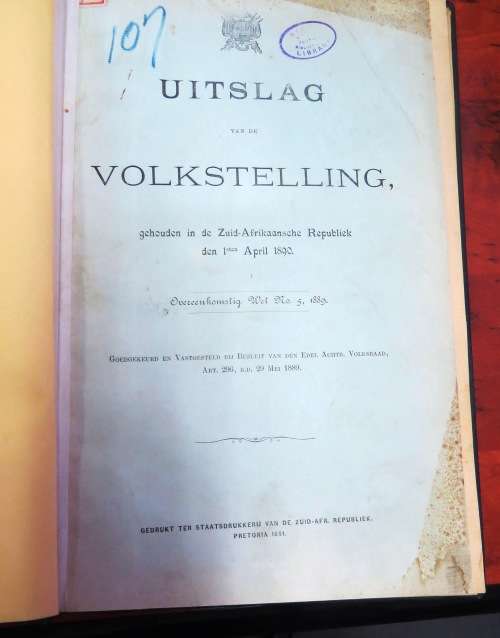 107
LIBRARY
UITSLAG
VAN DE
VOLKSTELLING,
gehouden in de Zuid-Afrikaansche Republiek
den 1sten April 1890.
Overeenkomstig Wet No. 5, 1889.
GOEDGEKEURD EN VASTGESTELD BIJ BESLUIT VAN DEN EDEL ACHTB. VOLKSRAAD,
ART. 296, D.D. 29 MEI 1889.
GEDRUKT TER STAATSDRUKKERIJ VAN DE ZUID-AFR. REPUBLIEK.
PRETORIA 1891.